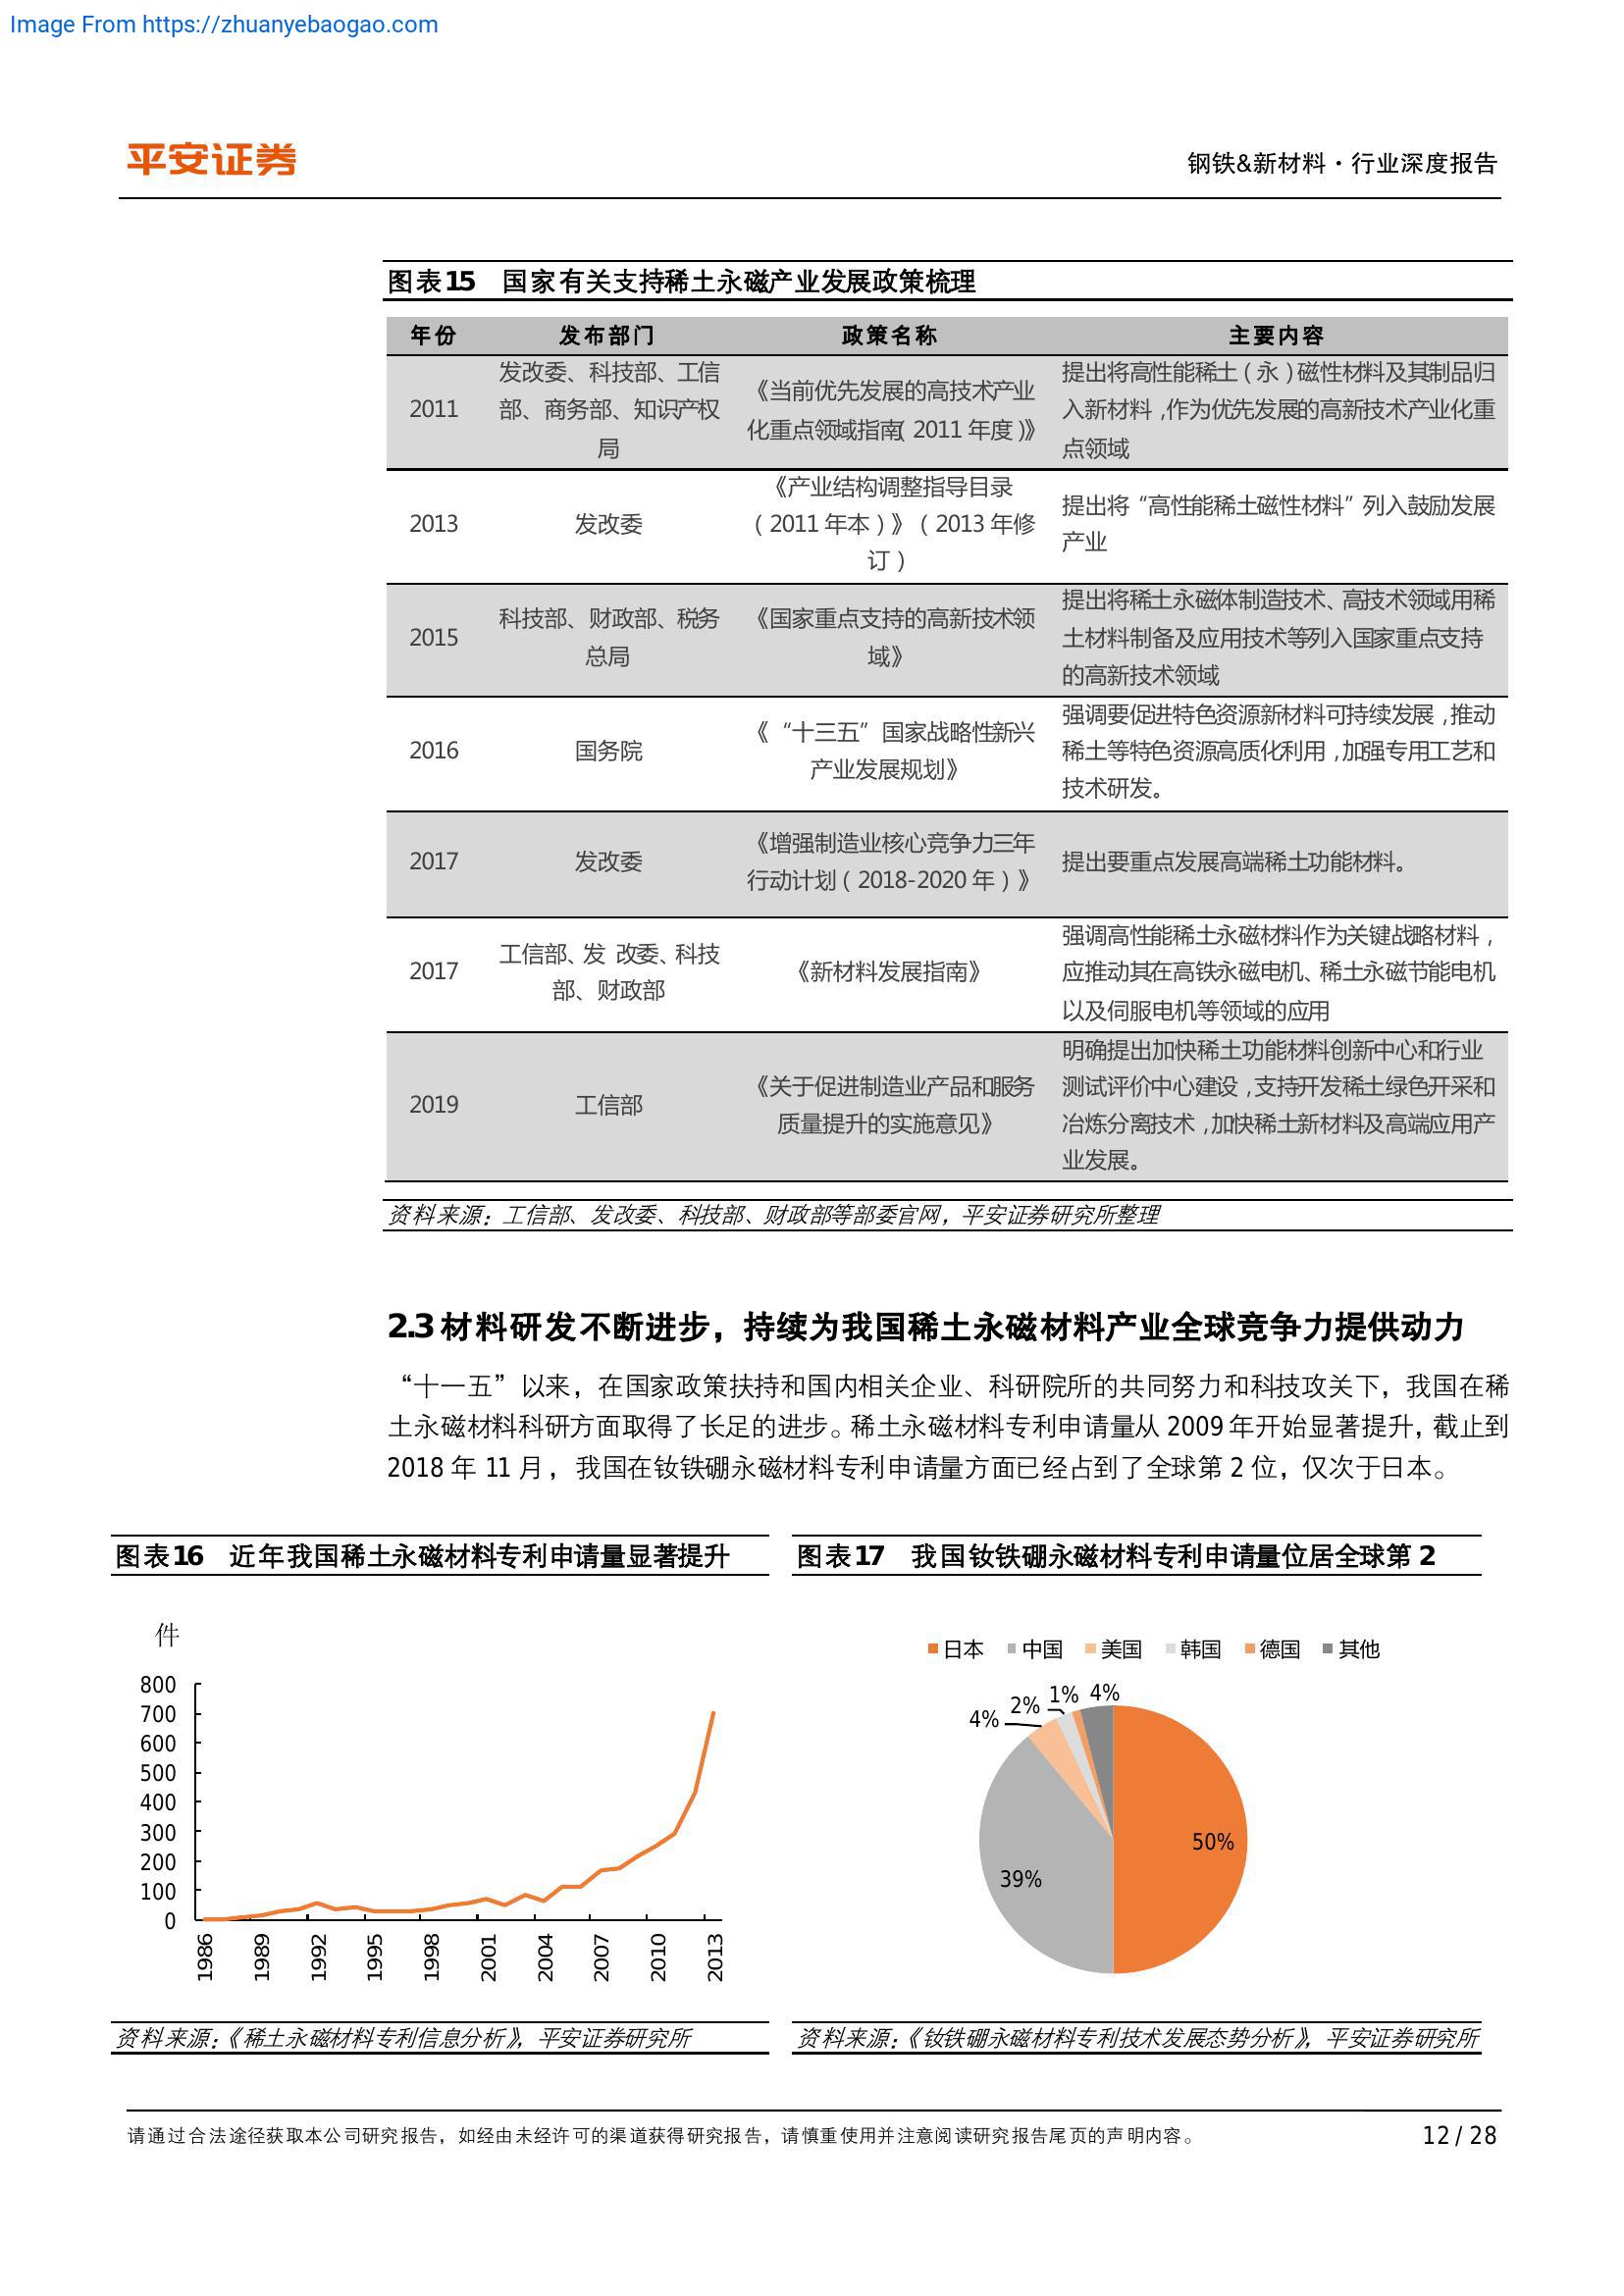 Image From https://zhuanyebaogao.com
平安证券
钢铁&新材料·行业深度报告
图表15 国家有关支持稀土永磁产业发展政策梳理
年份 发布部门 政策名称 主要内容
2011
发改委、科技部、工信
部、商务部、知识产权
局
《当前优先发展的高技术产业
化重点领域指南（2011 年度）》
提出将高性能稀土（永）磁性材料及其制品归
入新材料，作为优先发展的高新技术产业化重
点领域
2013
发改委
《产业结构调整指导目录
（2011 年本）》（2013 年修
订）
提出将“高性能稀土磁性材料”列入鼓励发展
产业
2015
科技部、财政部、税务
总局
《国家重点支持的高新技术领
域》
提出将稀土永磁体制造技术、高技术领域用稀
土材料制备及应用技术等列入国家重点支持
的高新技术领域
2016
国务院
《“十三五”国家战略性新兴
产业发展规划》
强调要促进特色资源新材料可持续发展，推动
稀土等特色资源高质化利用，加强专用工艺和
技术研发。
2017
发改委
《增强制造业核心竞争力三年
行动计划（2018-2020 年）》
提出要重点发展高端稀土功能材料。
2017
工信部、发 改委、科技
部、财政部
《新材料发展指南》
强调高性能稀土永磁材料作为关键战略材料，
应推动其在高铁永磁电机、稀土永磁节能电机
以及伺服电机等领域的应用
2019
工信部
《关于促进制造业产品和服务
质量提升的实施意见》
明确提出加快稀土功能材料创新中心和行业
测试评价中心建设，支持开发稀土绿色开采和
冶炼分离技术，加快稀土新材料及高端应用产
业发展。
资料来源：工信部、发改委、科技部、财政部等部委官网，平安证券研究所整理
2.3 材料研发不断进步，持续为我国稀土永磁材料产业全球竞争力提供动力
“十一五”以来，在国家政策扶持和国内相关企业、科研院所的共同努力和科技攻关下，我国在稀
土永磁材料科研方面取得了长足的进步。稀土永磁材料专利申请量从 2009 年开始显著提升，截止到
2018 年 11 月，我国在钕铁硼永磁材料专利申请量方面已经占到了全球第 2 位，仅次于日本。
图表16 近年我国稀土永磁材料专利申请量显著提升
件
800
700
600
500
400
300
200
100
0
1986 1989 1992 1995 1998 2001 2004 2007 2010 2013
资料来源：《稀土永磁材料专利信息分析》，平安证券研究所
图表17 我国钕铁硼永磁材料专利申请量位居全球第 2
日本 中国 美国 韩国 德国 其他
4% 2% 1% 4%
50%
39%
资料来源：《钕铁硼永磁材料专利技术发展态势分析》，平安证券研究所
请通过合法途径获取本公司研究报告，如经由未经许可的渠道获得研究报告，请慎重使用并注意阅读研究报告尾页的声明内容。
12 / 28